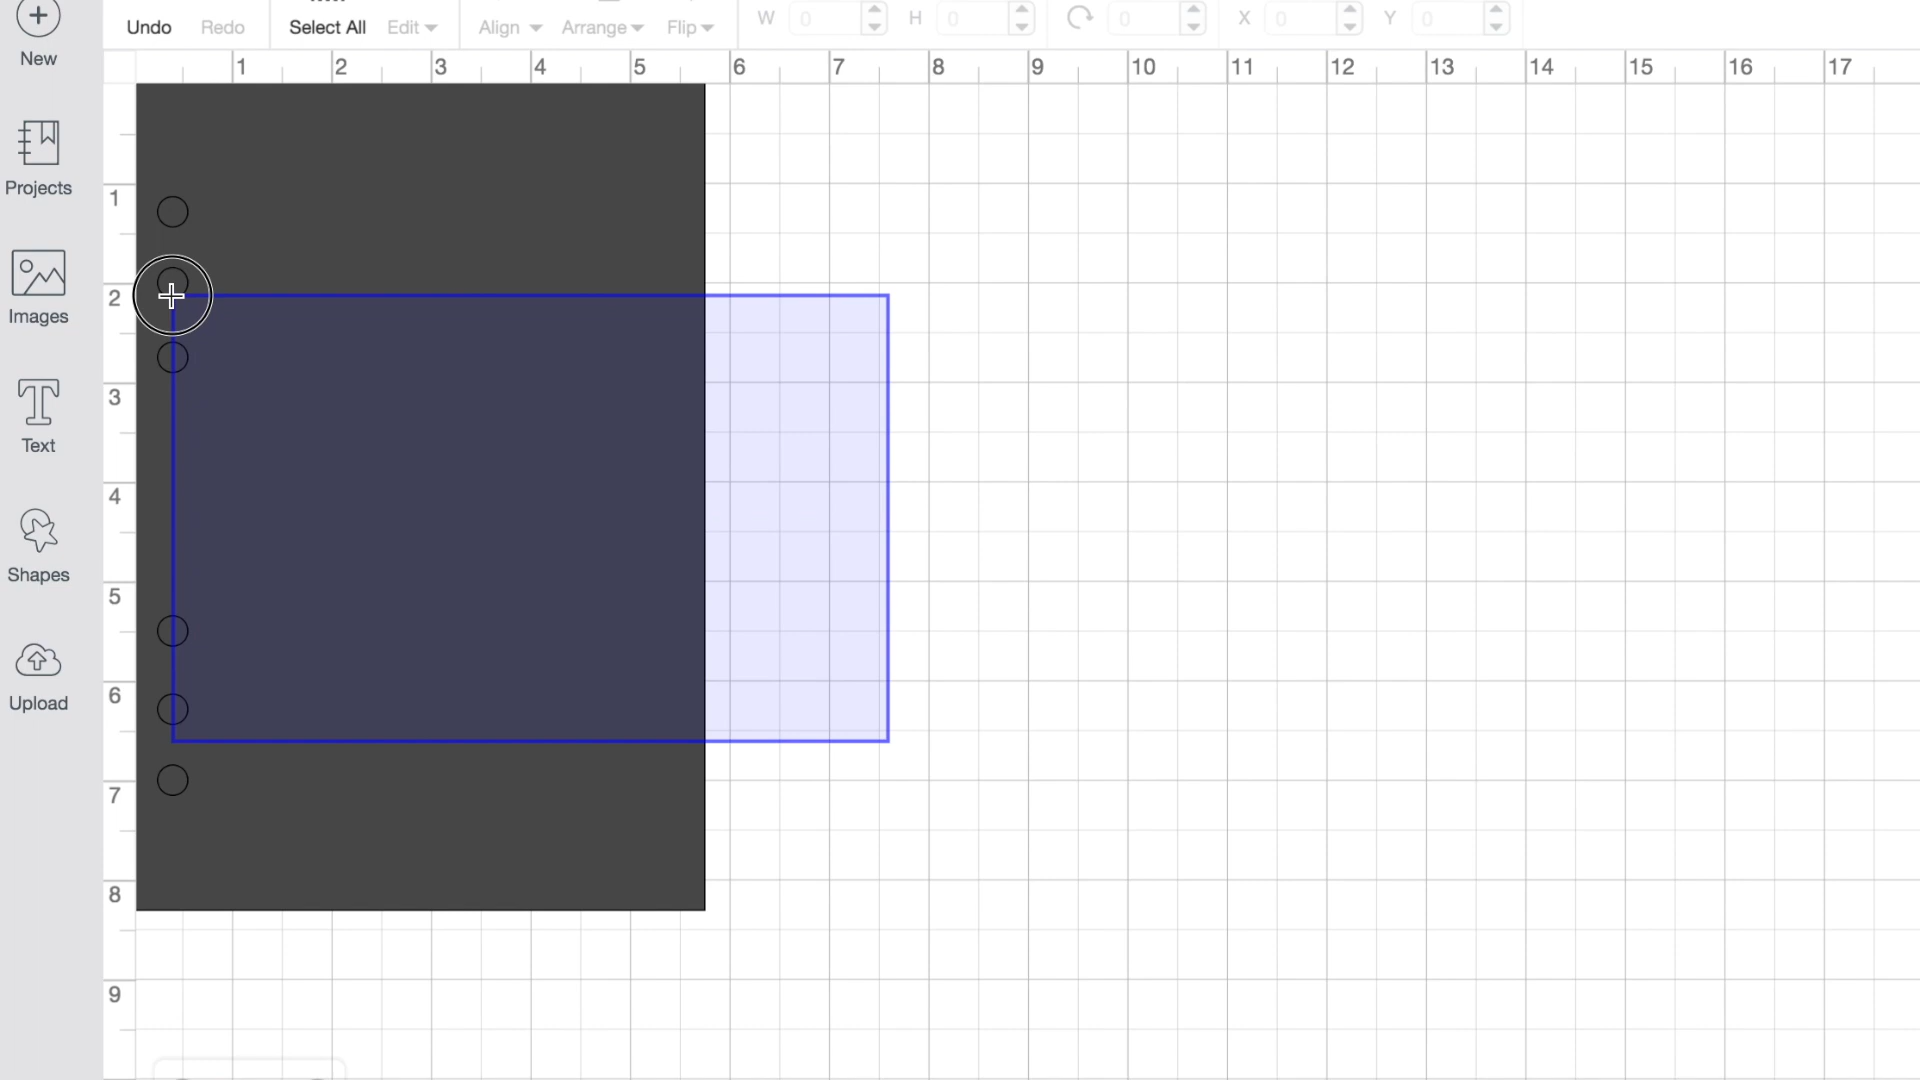 New
Projects
Images
Text
Shapes
Upload
Undo Redo Select All Edit Align Arrange Flip W 0 H 0 0 X 0 Y 0
1 2 3 4 5 6 7 8 9 10 11 12 13 14 15 16 17
1
2
3
4
5
6
7
8
9